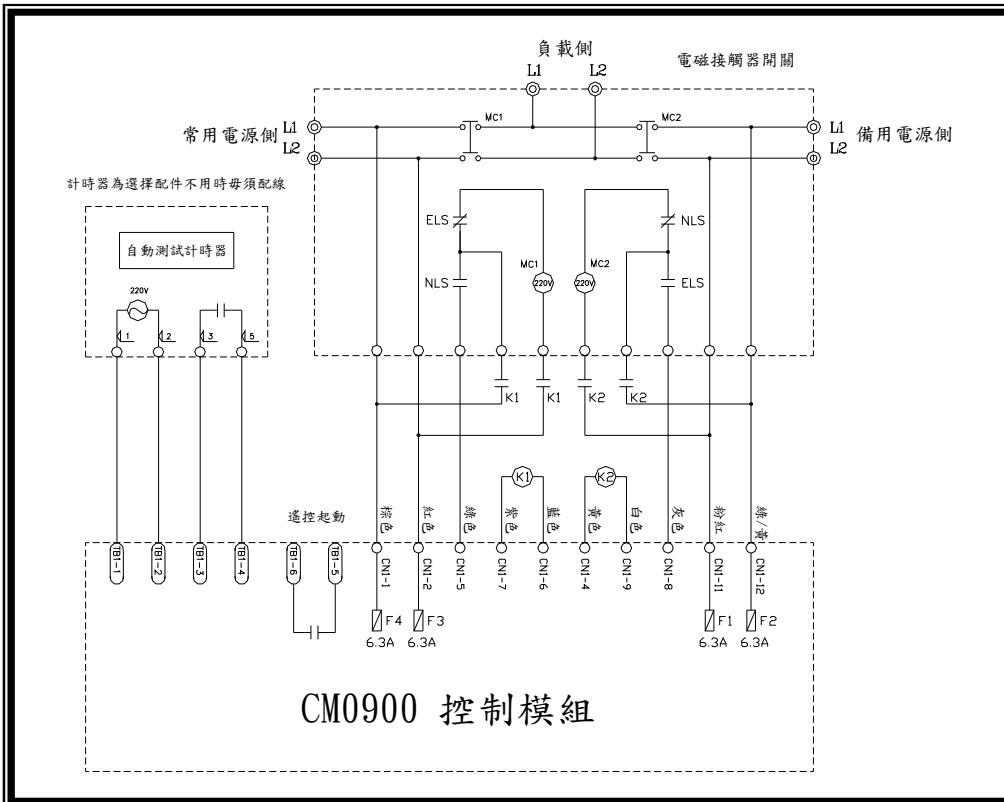 負載側
電磁接觸器開關
L1
L2
常用電源側
L1
L2
MC1
MC2
L1
L2
備用電源側
計時器為選擇配件不用時毋須配線
自動測試計時器
220V
1
2
3
5
ELS
NLS
NLS
ELS
MC1
220V
MC2
220V
K1
K1
K2
K2
K1
K2
遙控起動
棕色
紅色
綠色
紫色
藍色
黃色
白色
灰色
粉紅
綠/黃
TB1-1
TB1-2
TB1-3
TB1-4
TB1-6
TB1-5
CN1-1
CN1-2
CN1-5
CN1-7
CN1-6
CN1-4
CN1-9
CN1-8
CN1-11
CN1-12
F4
6.3A
F3
6.3A
F1
6.3A
F2
6.3A
CM0900 控制模組